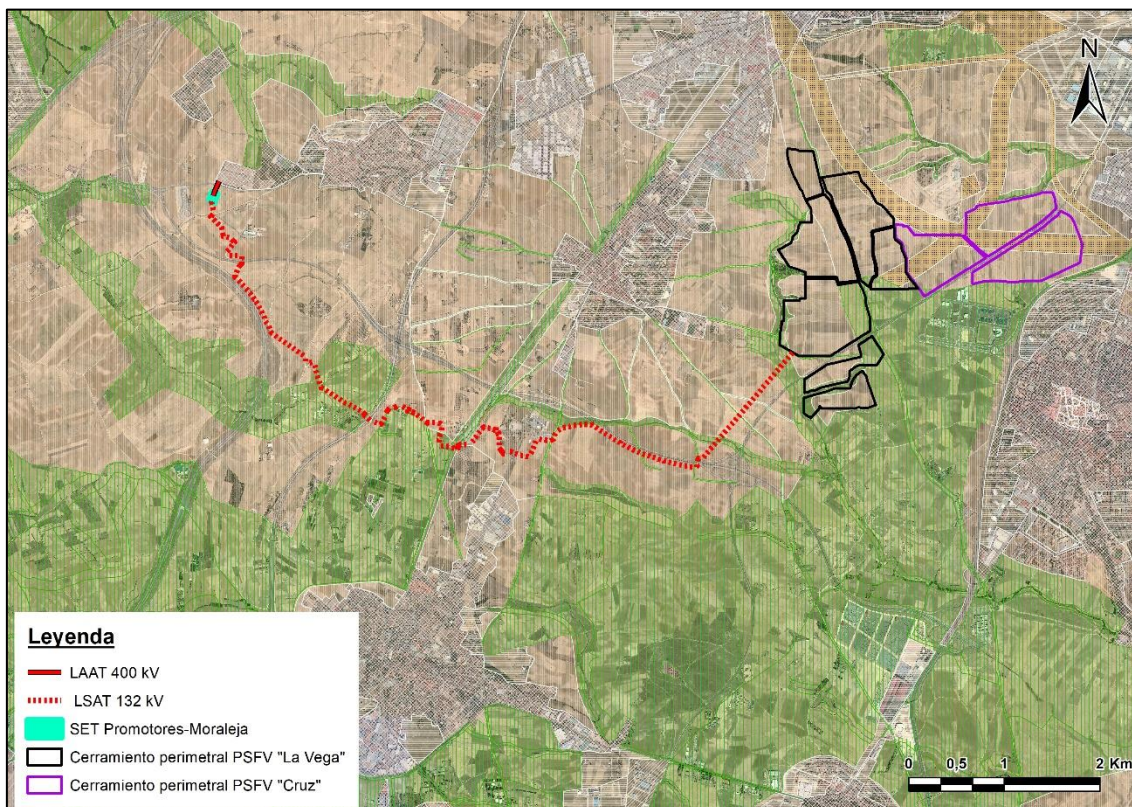 N
Leyenda
LAAT 400 kV
LSAT 132 kV
SET Promotores-Moraleja
Cerramiento perimetral PSFV "La Vega"
Cerramiento perimetral PSFV "Cruz"
0 0,5 1 2 Km